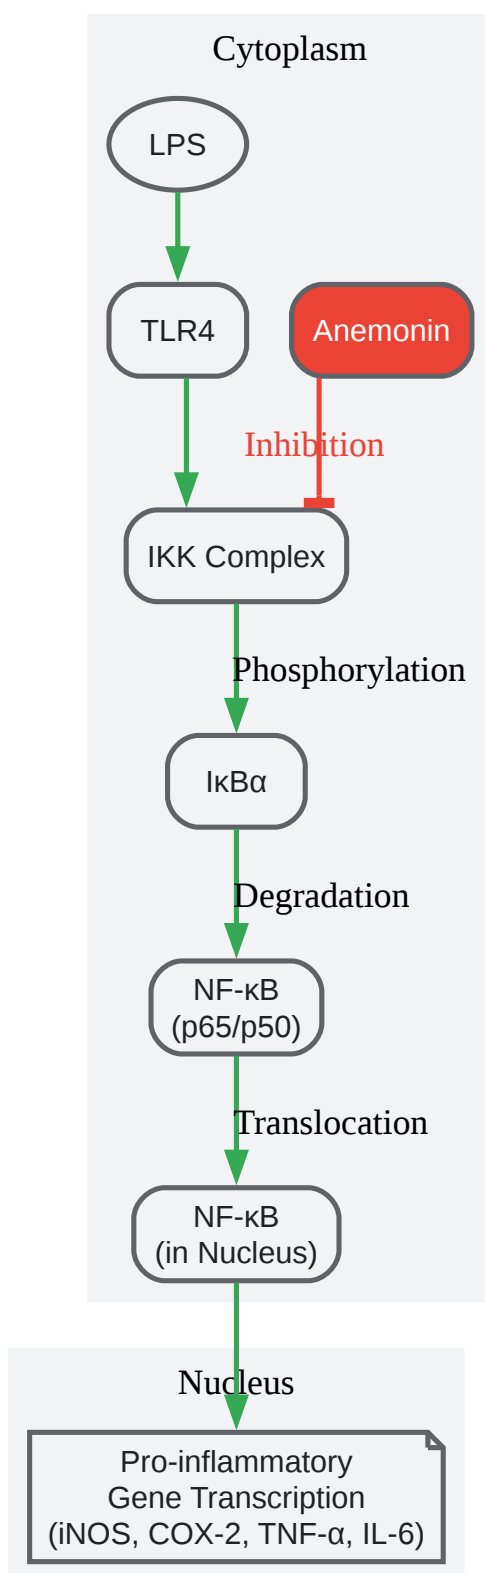 Cytoplasm
LPS
TLR4
Anemonin
Inhibition
IKK Complex
Phosphorylation
IκBα
Degradation
NF-κB
(p65/p50)
Translocation
NF-κB
(in Nucleus)
Nucleus
Pro-inflammatory
Gene Transcription
(iNOS, COX-2, TNF-α, IL-6)